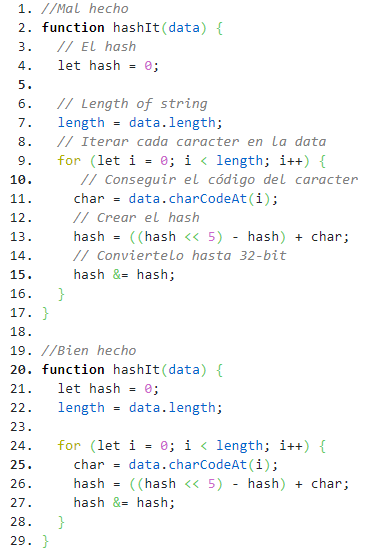 1. //Mal hecho
2. function hashIt(data) {
3.   // El hash
4.   let hash = 0;
5.
6.   // Length of string
7.   length = data.length;
8.   // Iterar cada caracter en la data
9.   for (let i = 0; i < length; i++) {
10.      // Conseguir el código del caracter
11.     char = data.charCodeAt(i);
12.     // Crear el hash
13.     hash = ((hash << 5) - hash) + char;
14.     // Conviertelo hasta 32-bit
15.     hash &= hash;
16.   }
17. }
18.
19. //Bien hecho
20. function hashIt(data) {
21.   let hash = 0;
22.   length = data.length;
23.
24.   for (let i = 0; i < length; i++) {
25.     char = data.charCodeAt(i);
26.     hash = ((hash << 5) - hash) + char;
27.     hash &= hash;
28.   }
29. }